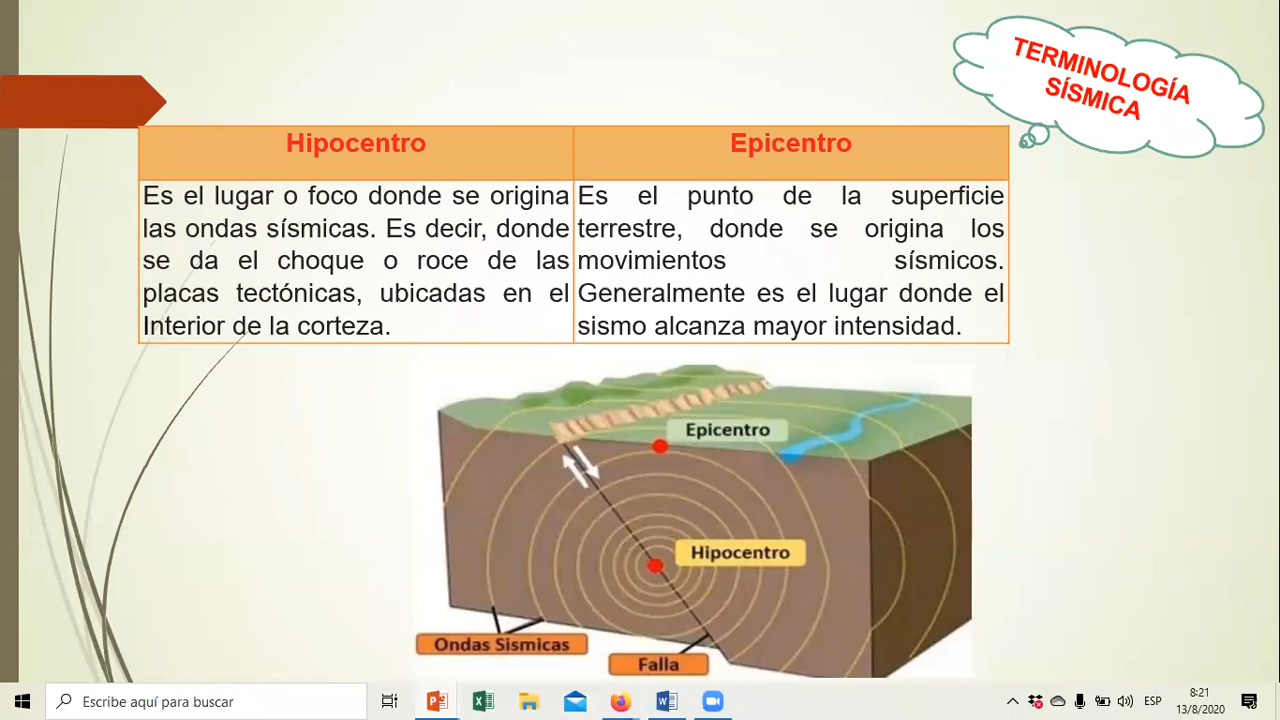 TERMINOLOGÍA
SÍSMICA
Hipocentro
Epicentro
Es el lugar o foco donde se origina
las ondas sísmicas. Es decir, donde
se da el choque o roce de las
placas tectónicas, ubicadas en el
Interior de la corteza.
Es el punto de la superficie
terrestre, donde se origina los
movimientos sísmicos.
Generalmente es el lugar donde el
sismo alcanza mayor intensidad.
Epicentro
Hipocentro
Ondas Sismicas
Falla
Escribe aquí para buscar
ESP
8:21
13/8/2020